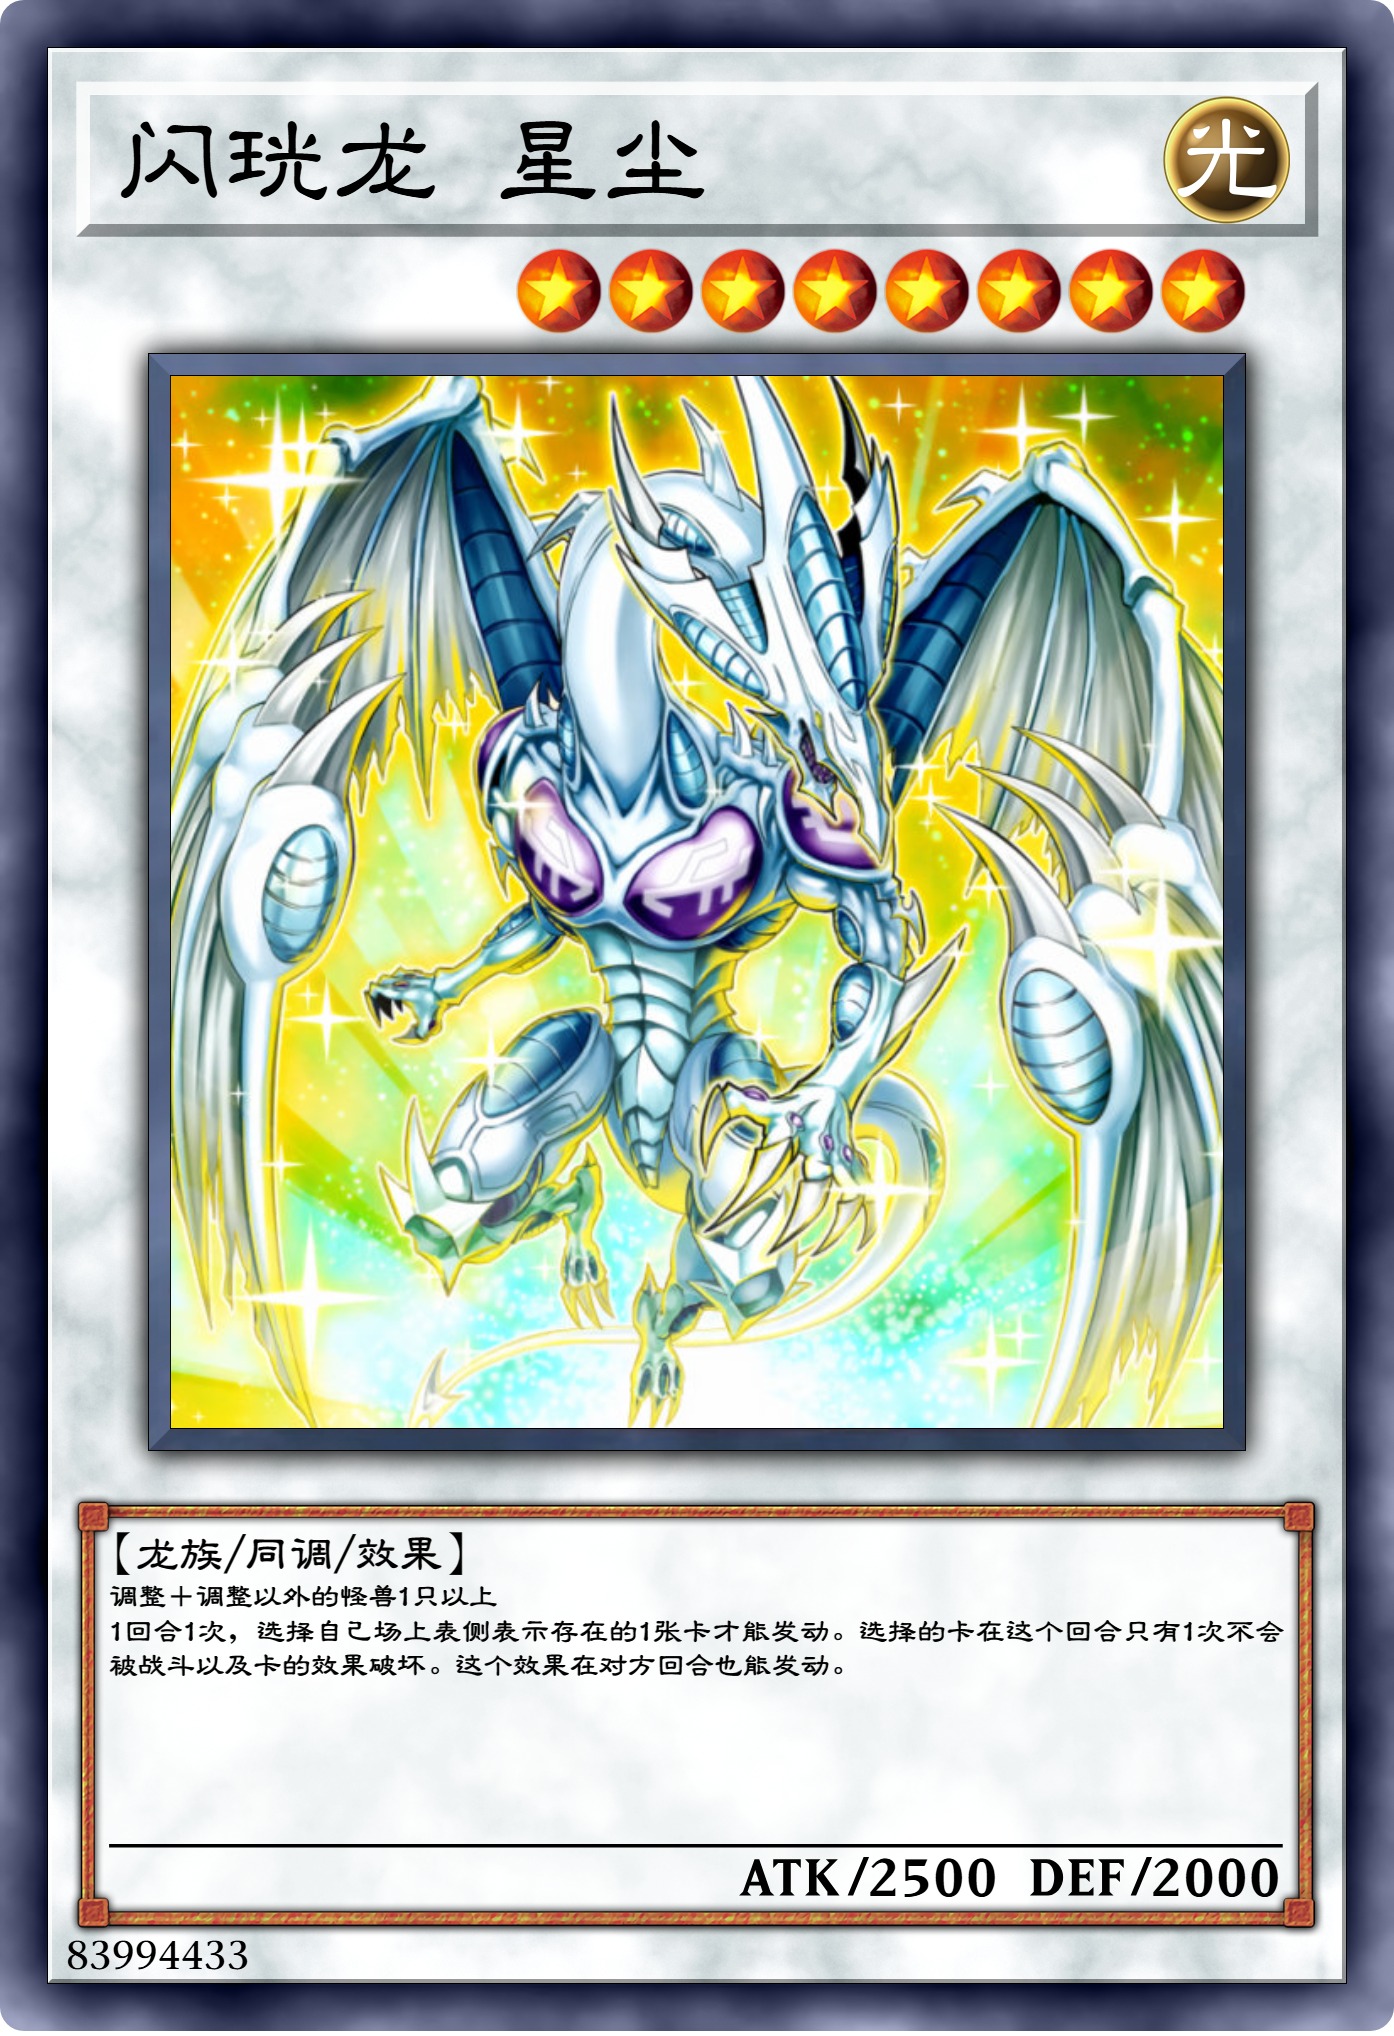 闪珖龙 星尘
光
【龙族/同调/效果】
调整＋调整以外的怪兽1只以上
1回合1次，选择自己场上表侧表示存在的1张卡才能发动。选择的卡在这个回合只有1次不会
被战斗以及卡的效果破坏。这个效果在对方回合也能发动。
ATK/2500 DEF/2000
83994433